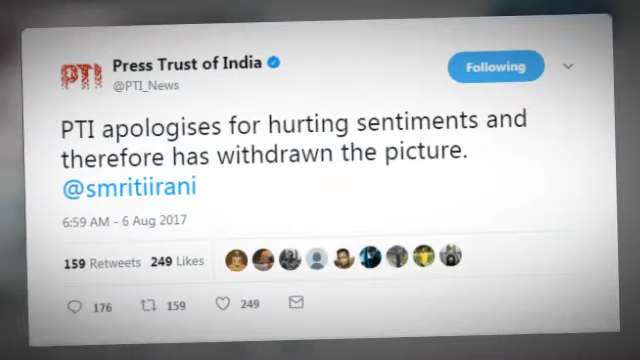 PTI
Press Trust of India
@PTI_News
Following
PTI apologises for hurting sentiments and
therefore has withdrawn the picture.
@smritiirani
6:59 AM - 6 Aug 2017
159 Retweets 249 Likes
176 159 249